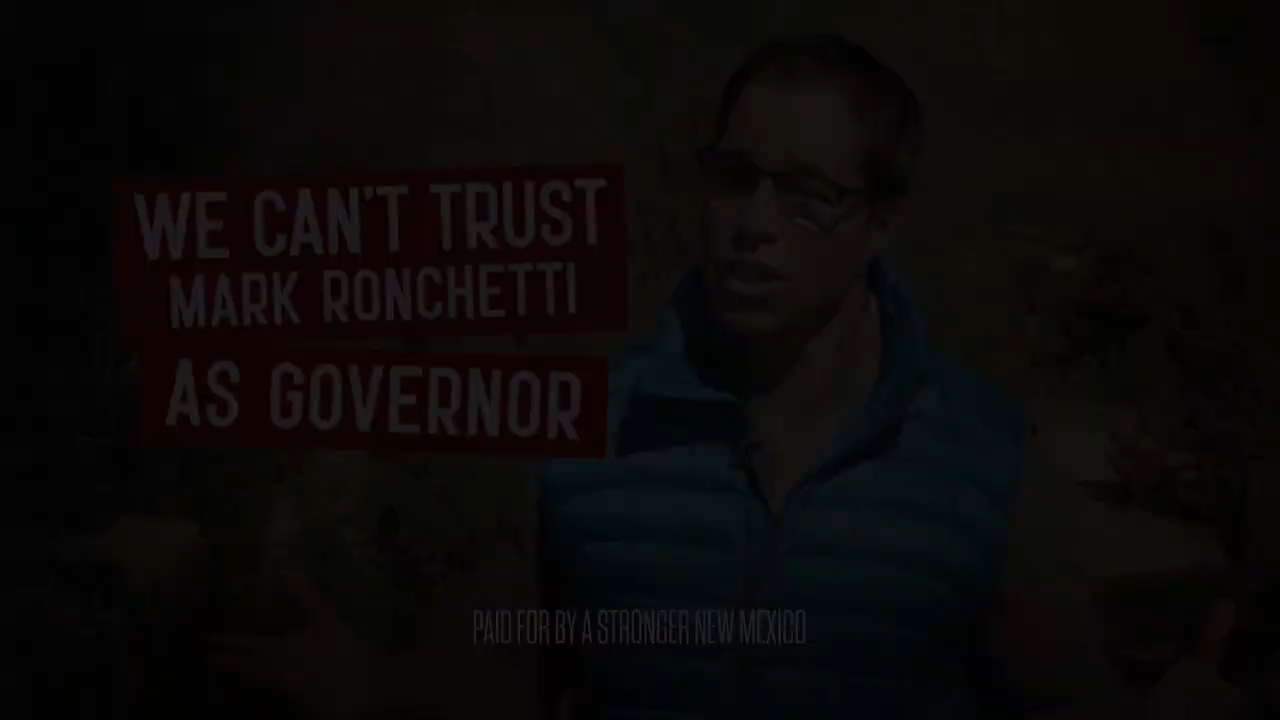 WE CAN'T TRUST
MARK RONCHETTI
AS GOVERNOR
PAID FOR BY A STRONGER NEW MEXICO